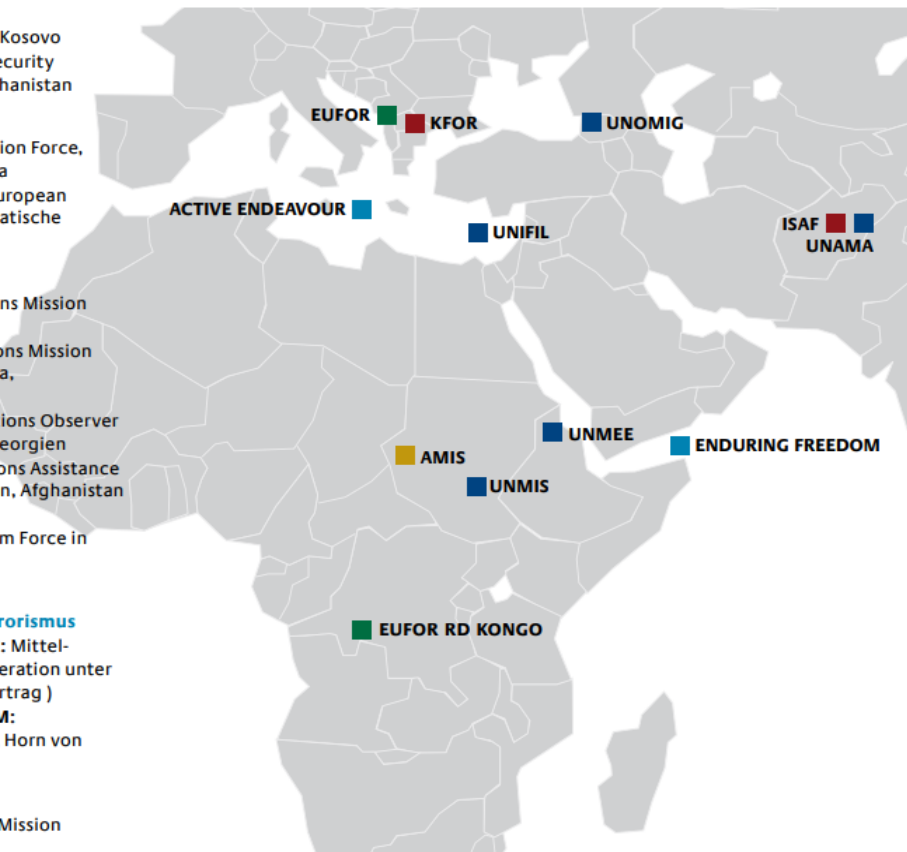 Kosovo
ecurity
hanistan
ion Force,
a
uropean
atische
ns Mission
ons Mission
a,
ions Observer
eorgien
ons Assistance
n, Afghanistan
m Force in
rorismus
: Mittel-
eration unter
rtrag )
M:
Horn von
Mission
EUFOR
KFOR
UNOMIG
ACTIVE ENDEAVOUR
UNIFIL
ISAF
UNAMA
UNMEE
ENDURING FREEDOM
AMIS
UNMIS
EUFOR RD KONGO